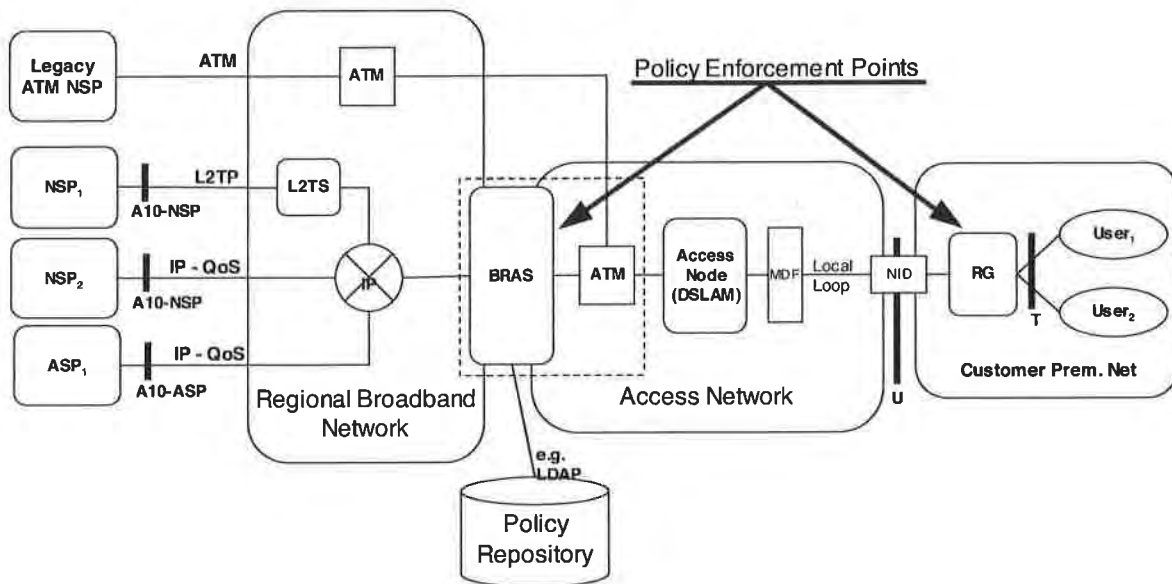 Legacy
ATM NSP
ATM
ATM
Policy Enforcement Points
NSP1
L2TP
A10-NSP
L2TS
NSP2
IP - QoS
A10-NSP
IP
BRAS
ATM
Access
Node
(DSLAM)
MDF
Local
Loop
NID
RG
T
User1
User2
ASP1
IP - QoS
A10-ASP
Customer Prem. Net
U
Regional Broadband
Network
Access Network
e.g.
LDAP
Policy
Repository